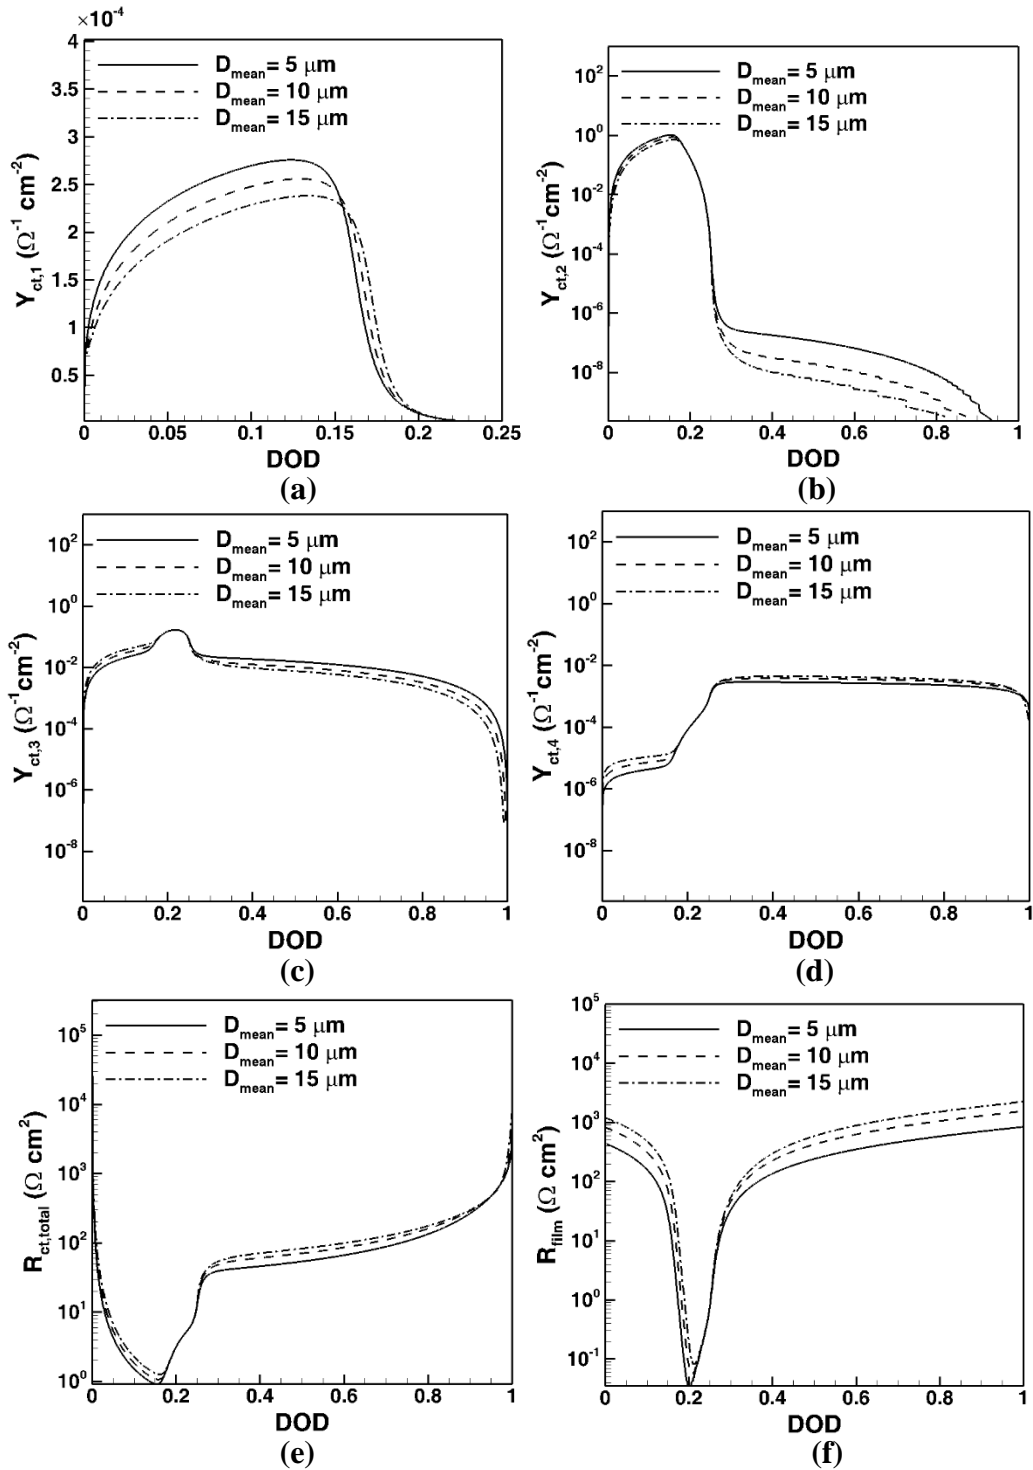 ×10⁻⁴
4
3.5
3
2.5
2
1.5
1
0.5
0 0.05 0.1 0.15 0.2 0.25
Y_ct,1 (Ω⁻¹ cm⁻²)
D_mean= 5 μm
D_mean= 10 μm
D_mean= 15 μm
DOD
(a)
10²
10⁰
10⁻²
10⁻⁴
10⁻⁶
10⁻⁸
0 0.2 0.4 0.6 0.8 1
Y_ct,2 (Ω⁻¹cm⁻²)
D_mean= 5 μm
D_mean= 10 μm
D_mean= 15 μm
DOD
(b)
10²
10⁰
10⁻²
10⁻⁴
10⁻⁶
10⁻⁸
0 0.2 0.4 0.6 0.8 1
Y_ct,3 (Ω⁻¹cm⁻²)
D_mean= 5 μm
D_mean= 10 μm
D_mean= 15 μm
DOD
(c)
10²
10⁰
10⁻²
10⁻⁴
10⁻⁶
10⁻⁸
0 0.2 0.4 0.6 0.8 1
Y_ct,4 (Ω⁻¹cm⁻²)
D_mean= 5 μm
D_mean= 10 μm
D_mean= 15 μm
DOD
(d)
10⁵
10⁴
10³
10²
10¹
10⁰
0 0.2 0.4 0.6 0.8 1
R_ct,total (Ω cm²)
D_mean= 5 μm
D_mean= 10 μm
D_mean= 15 μm
DOD
(e)
10⁵
10⁴
10³
10²
10¹
10⁰
10⁻¹
0 0.2 0.4 0.6 0.8 1
R_film (Ω cm²)
D_mean= 5 μm
D_mean= 10 μm
D_mean= 15 μm
DOD
(f)